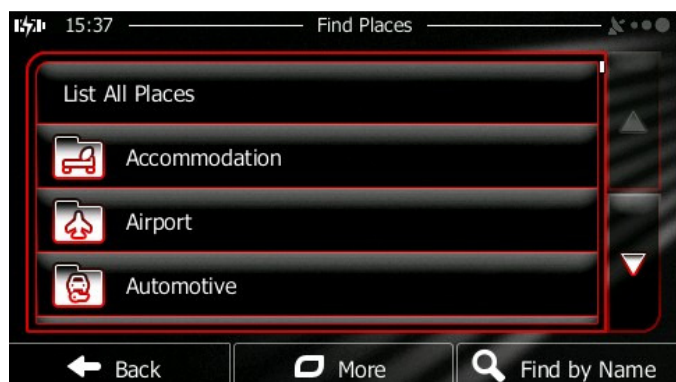 15:37 Find Places
List All Places
Accommodation
Airport
Automotive
Back More Find by Name